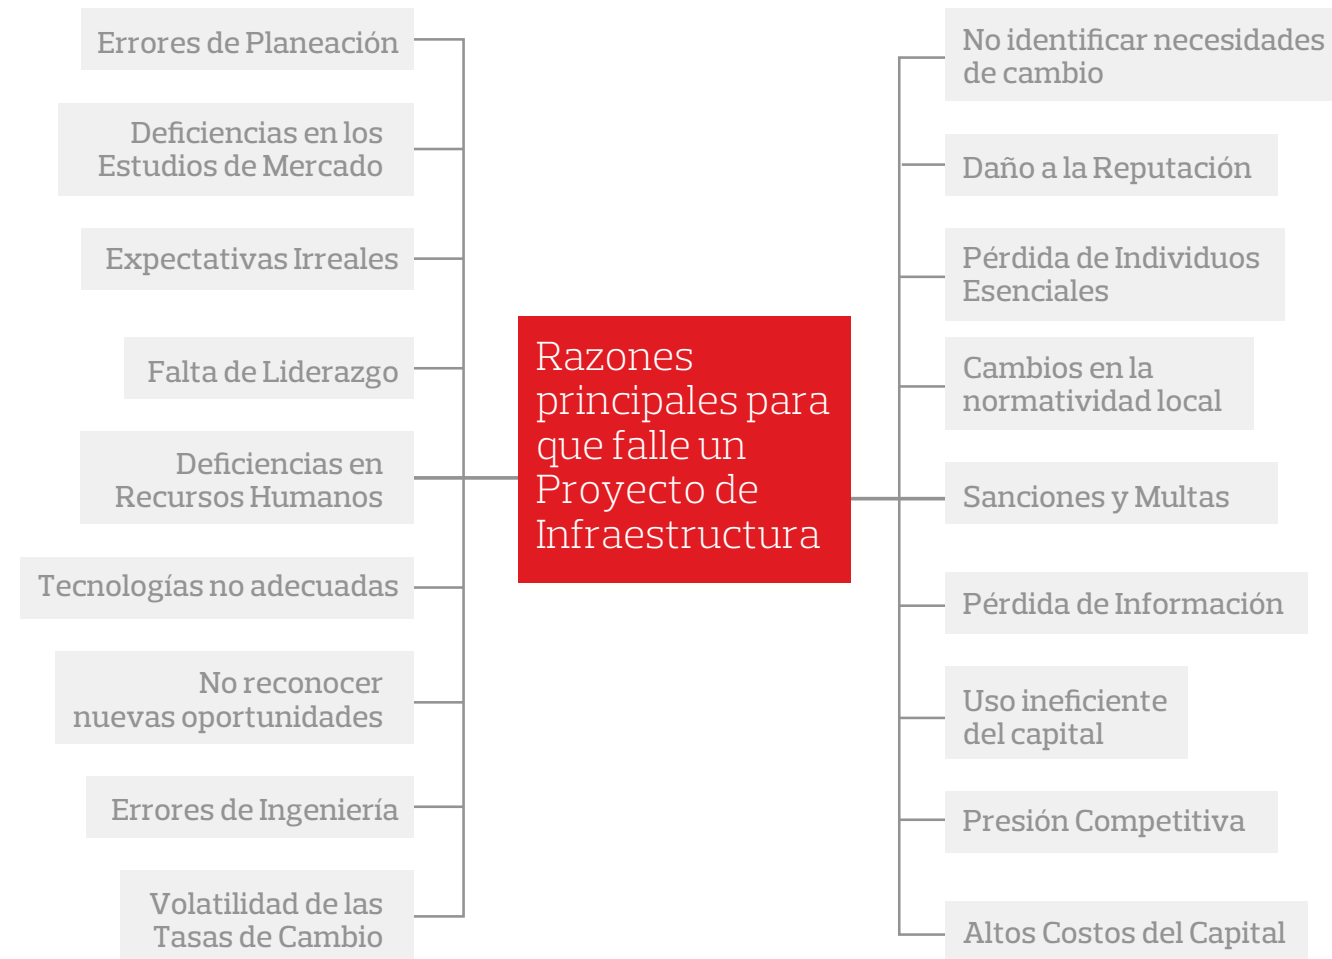 Errores de Planeación
Deficiencias en los
Estudios de Mercado
Expectativas Irreales
Falta de Liderazgo
Deficiencias en
Recursos Humanos
Tecnologías no adecuadas
No reconocer
nuevas oportunidades
Errores de Ingeniería
Volatilidad de las
Tasas de Cambio
Razones
principales para
que falle un
Proyecto de
Infraestructura
No identificar necesidades
de cambio
Daño a la Reputación
Pérdida de Individuos
Esenciales
Cambios en la
normatividad local
Sanciones y Multas
Pérdida de Información
Uso ineficiente
del capital
Presión Competitiva
Altos Costos del Capital